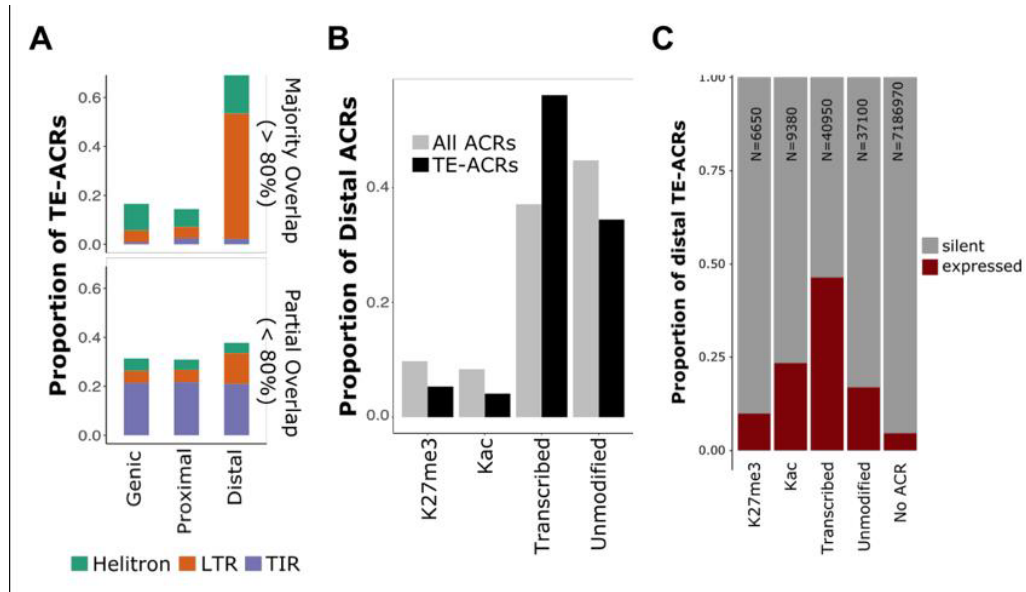 A
Proportion of TE-ACRs
0.6
0.4
0.2
0.0
Majority Overlap
(> 80%)
0.6
0.4
0.2
0.0
Partial Overlap
(< 80%)
Genic
Proximal
Distal
Helitron LTR TIR
B
Proportion of Distal ACRs
0.4
0.2
0.0
All ACRs
TE-ACRs
K27me3
Kac
Transcribed
Unmodified
C
Proportion of distal TE-ACRs
1.00
0.75
0.50
0.25
0.00
N=6650
N=9380
N=40950
N=37100
N=7186970
silent
expressed
K27me3
Kac
Transcribed
Unmodified
No ACR